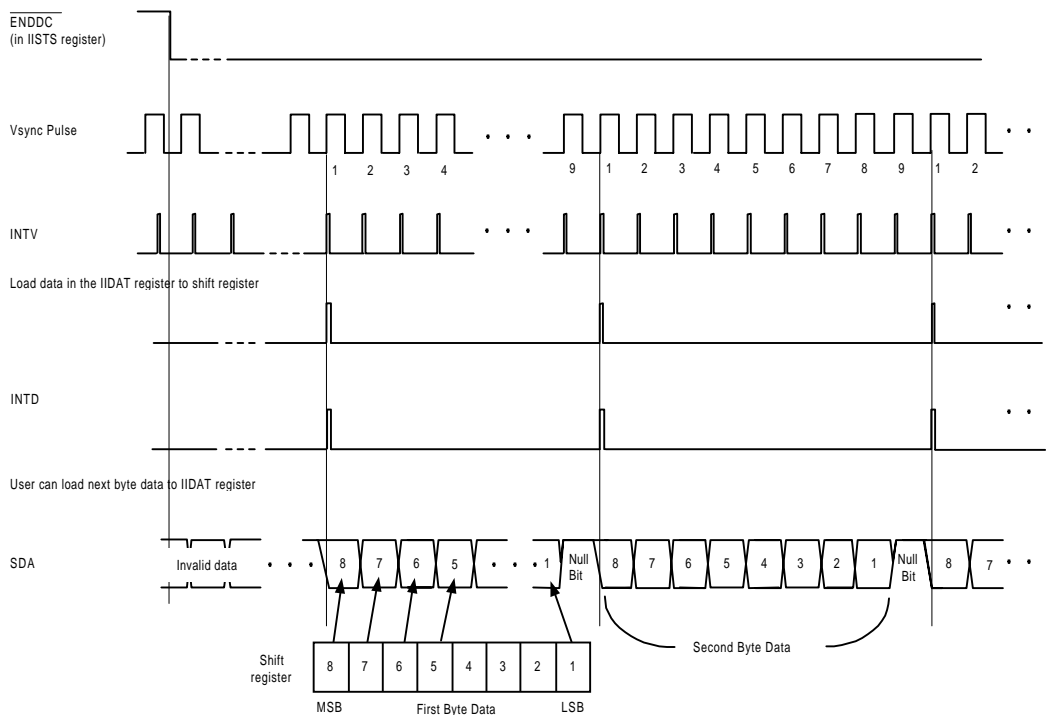 ENDDC
(in IISTS register)
Vsync Pulse
1 2 3 4 9 1 2 3 4 5 6 7 8 9 1 2
INTV
Load data in the IIDAT register to shift register
INTD
User can load next byte data to IIDAT register
SDA
Invalid data 8 7 6 5 1 Null Bit 8 7 6 5 4 3 2 1 Null Bit 8 7
Second Byte Data
Shift register
8 7 6 5 4 3 2 1
MSB First Byte Data LSB